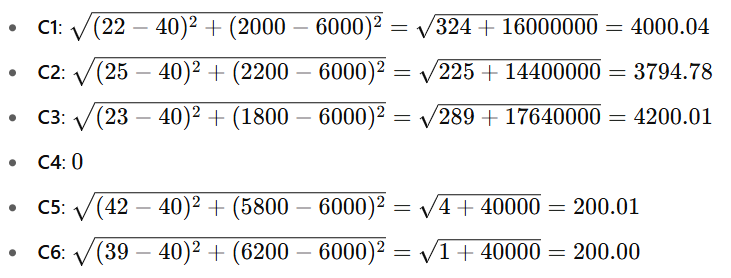 • C1: √((22 − 40)² + (2000 − 6000)²) = √(324 + 16000000) = 4000.04
• C2: √((25 − 40)² + (2200 − 6000)²) = √(225 + 14400000) = 3794.78
• C3: √((23 − 40)² + (1800 − 6000)²) = √(289 + 17640000) = 4200.01
• C4: 0
• C5: √((42 − 40)² + (5800 − 6000)²) = √(4 + 40000) = 200.01
• C6: √((39 − 40)² + (6200 − 6000)²) = √(1 + 40000) = 200.00